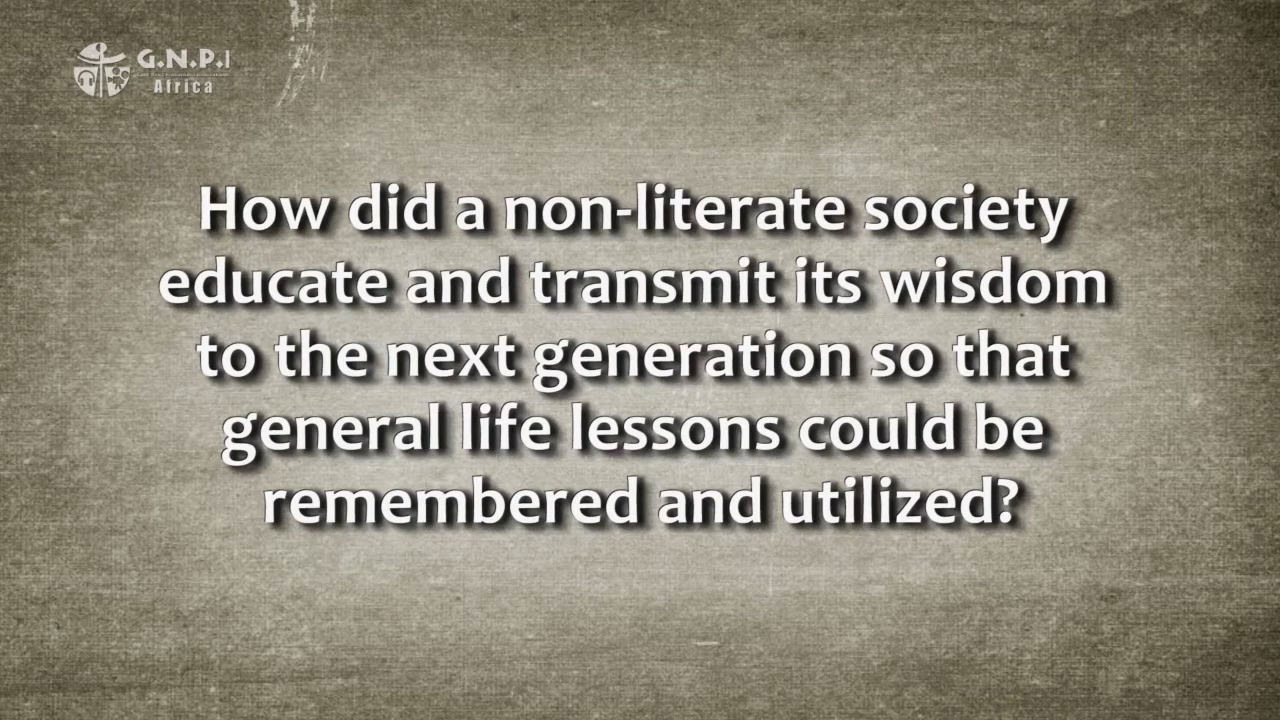 G.N.P.I
Africa
How did a non-literate society
educate and transmit its wisdom
to the next generation so that
general life lessons could be
remembered and utilized?